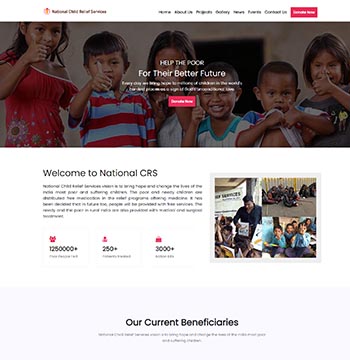 National Child Relief Services
Home About Us Projects Gallery News Events Contact Us Donate Now
HELP THE POOR
For Their Better Future
Every day we bring hope to millions of children in the world's
hardest places as a sign of God's unconditional love.
Donate Now
Welcome to National CRS
National Child Relief Services vision is to bring hope and change the lives of the
India most poor and suffering children. The poor and needy children are
distributed free medication in the relief programs offering medicine. It has
been decided that in future too, people will be provided with free services. The
needy and the poor in rural India are also provided with medical and surgical
treatment.
1250000+ 250+ 3000+
Poor People Fed Patients Treated
Our Current Beneficiaries
National Child Relief Services vision is to bring hope and change the lives of the India most poor
and suffering children.